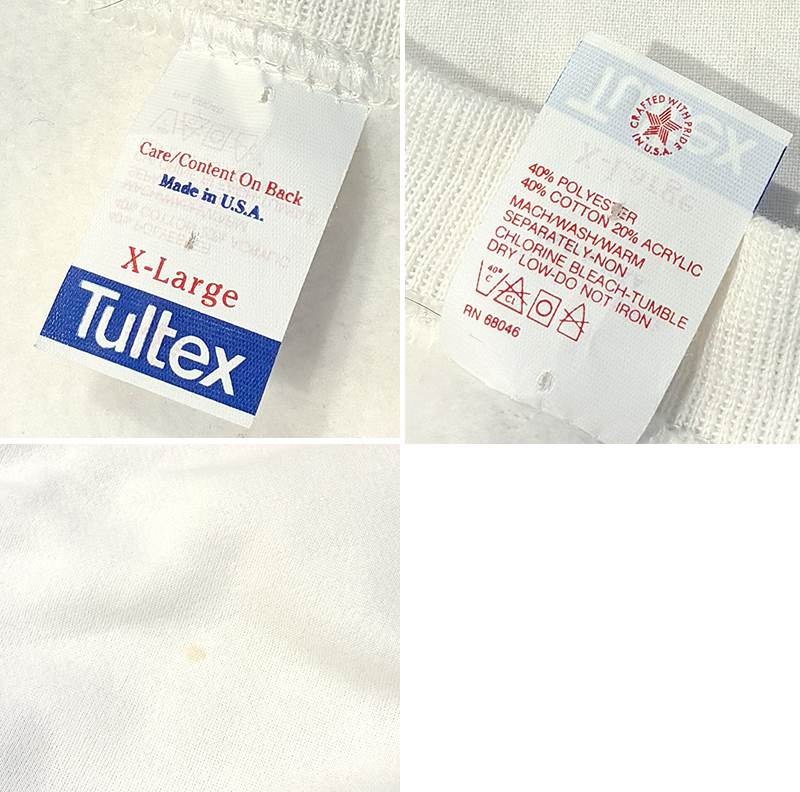 Care/Content On Back
Made in U.S.A.
X-Large
Tultex
CRAFTED WITH PRIDE
IN U.S.A.
40% POLYESTER
40% COTTON 20% ACRYLIC
MACH/WASH/WARM
SEPARATELY-NON
CHLORINE BLEACH-TUMBLE
DRY LOW-DO NOT IRON
40°
C
CL
RN 68046